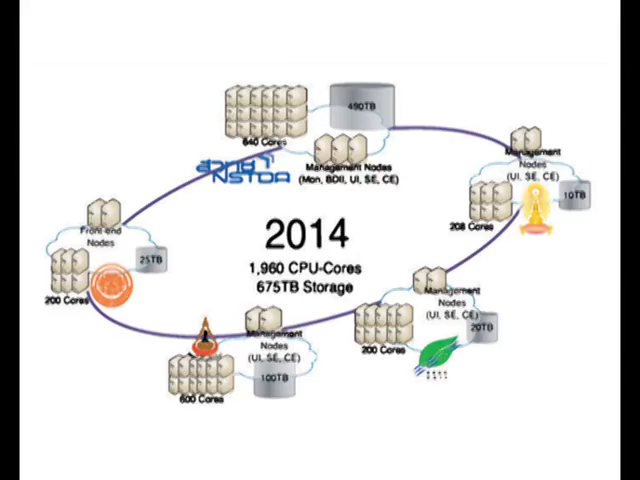 490TB
640 Cores
Management Nodes
(Mon, BDII, UI, SE, CE)
สวทช
NSTDA
Management
Nodes
(UI, SE, CE)
10TB
208 Cores
Front-end
Nodes
25TB
200 Cores
2014
1,960 CPU-Cores
675TB Storage
Management
Nodes
(UI, SE, CE)
20TB
200 Cores
Management
Nodes
(UI, SE, CE)
100TB
600 Cores